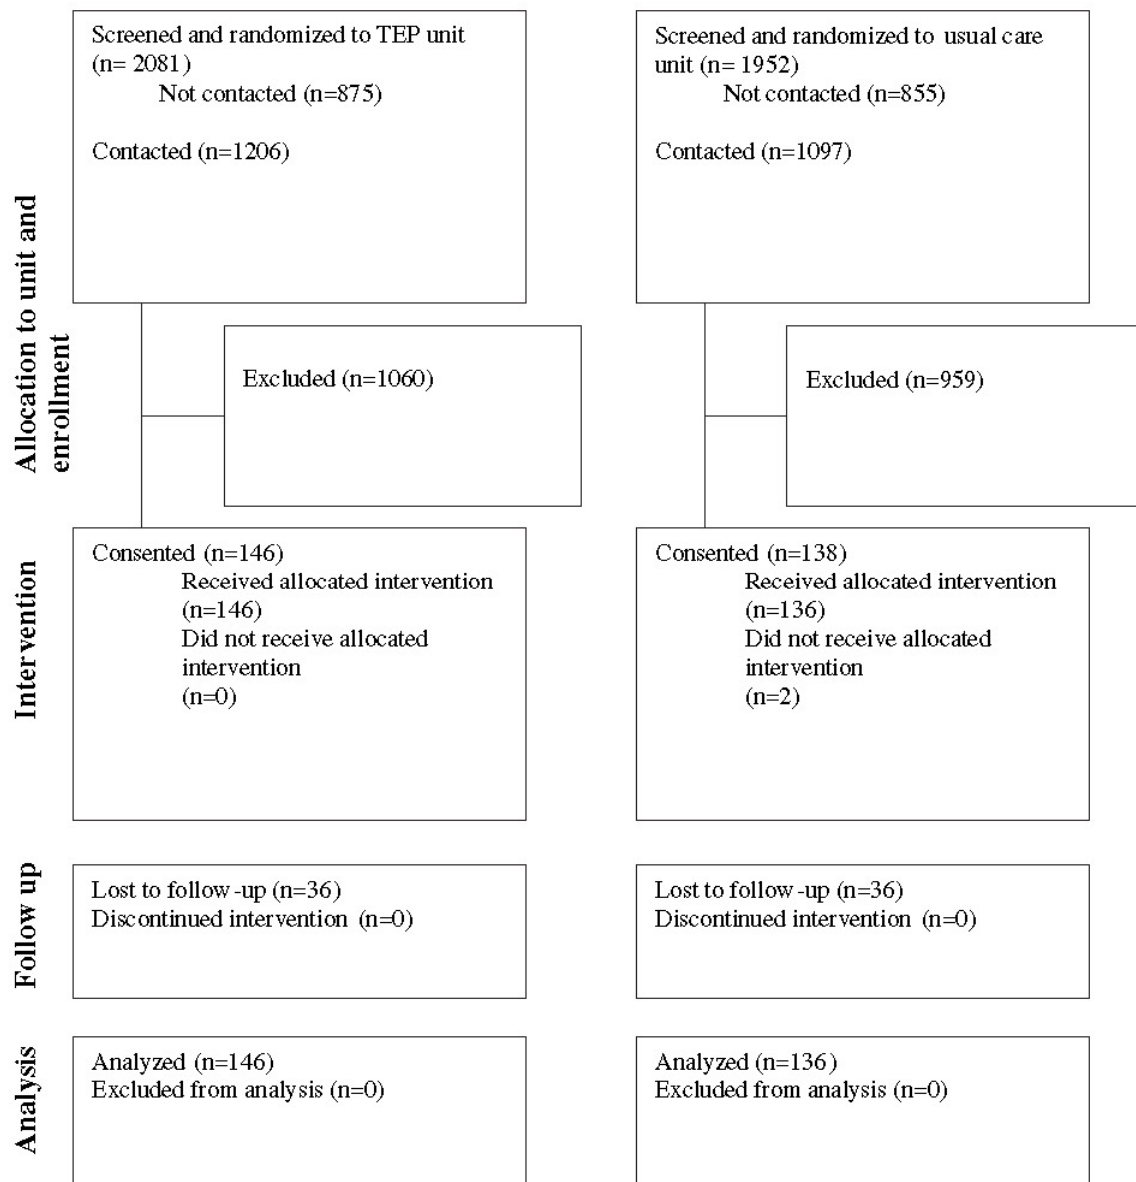 Screened and randomized to TEP unit
(n= 2081)
Not contacted (n=875)
Contacted (n=1206)
Screened and randomized to usual care
unit (n= 1952)
Not contacted (n=855)
Contacted (n=1097)
Allocation to unit and
enrollment
Excluded (n=1060)
Excluded (n=959)
Intervention
Consented (n=146)
Received allocated intervention
(n=146)
Did not receive allocated
intervention
(n=0)
Consented (n=138)
Received allocated intervention
(n=136)
Did not receive allocated
intervention
(n=2)
Follow up
Lost to follow-up (n=36)
Discontinued intervention (n=0)
Lost to follow-up (n=36)
Discontinued intervention (n=0)
Analysis
Analyzed (n=146)
Excluded from analysis (n=0)
Analyzed (n=136)
Excluded from analysis (n=0)